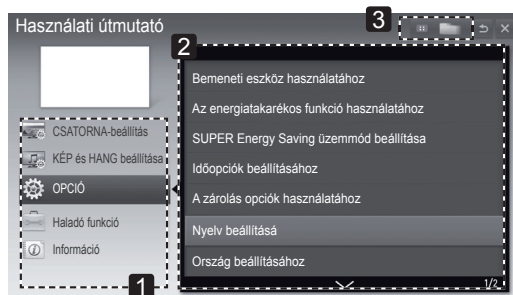 Használati útmutató
3
2
CSATORNA-beállítás
KÉP és HANG beállítása
OPCIÓ
Haladó funkció
Információ
1
Bemeneti eszköz használatához
Az energiatakarékos funkció használatához
SUPER Energy Saving üzemmód beállítása
Időopciók beállításához
A zárolás opciók használatához
Nyelv beállításá
Ország beállításához
1/2